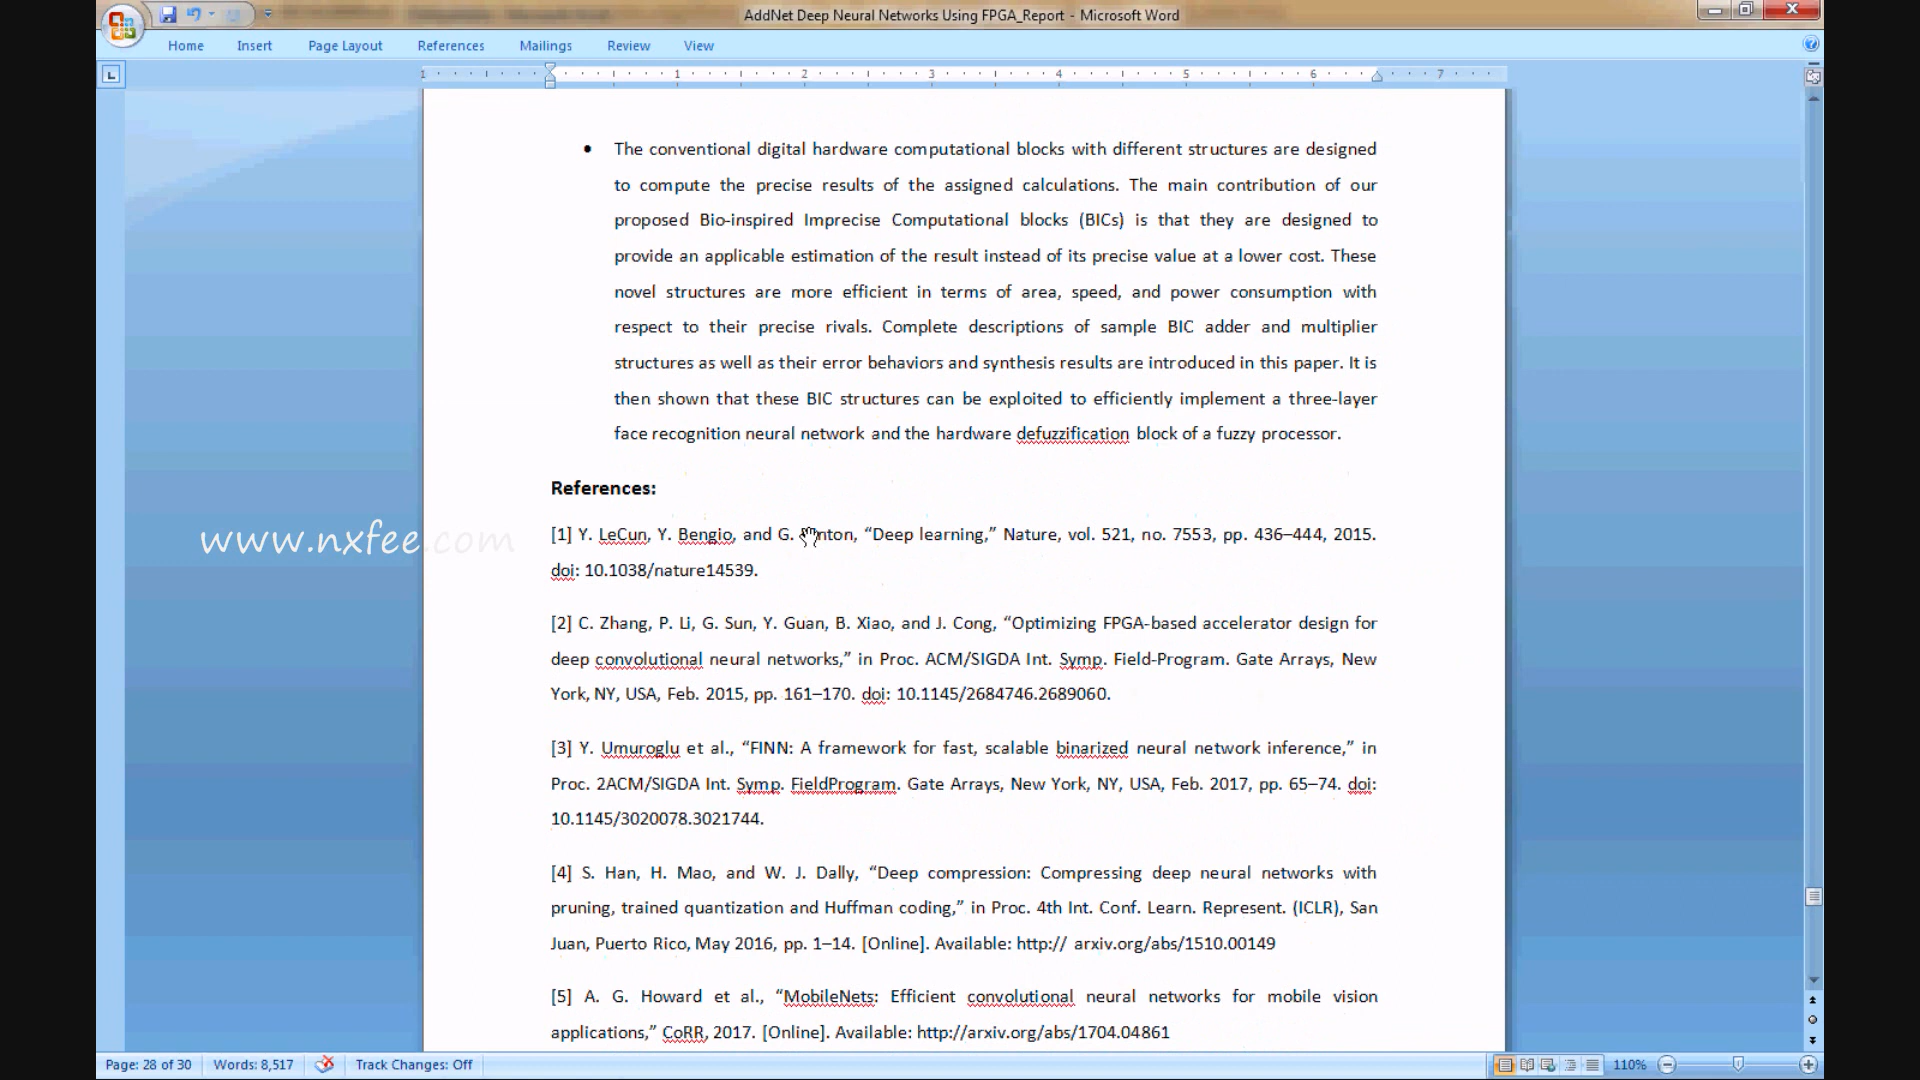 AddNet Deep Neural Networks Using FPGA_Report - Microsoft Word
Home Insert Page Layout References Mailings Review View
1 1 2 3 4 5 6 7
• The conventional digital hardware computational blocks with different structures are designed
to compute the precise results of the assigned calculations. The main contribution of our
proposed Bio-inspired Imprecise Computational blocks (BICs) is that they are designed to
provide an applicable estimation of the result instead of its precise value at a lower cost. These
novel structures are more efficient in terms of area, speed, and power consumption with
respect to their precise rivals. Complete descriptions of sample BIC adder and multiplier
structures as well as their error behaviors and synthesis results are introduced in this paper. It is
then shown that these BIC structures can be exploited to efficiently implement a three-layer
face recognition neural network and the hardware defuzzification block of a fuzzy processor.
References:
[1] Y. LeCun, Y. Bengio, and G. “Deep learning,” Nature, vol. 521, no. 7553, pp. 436–444, 2015.
doi: 10.1038/nature14539.
www.nxfee.com
[2] C. Zhang, P. Li, G. Sun, Y. Guan, B. Xiao, and J. Cong, “Optimizing FPGA-based accelerator design for
deep convolutional neural networks,” in Proc. ACM/SIGDA Int. Symp. Field-Program. Gate Arrays, New
York, NY, USA, Feb. 2015, pp. 161–170. doi: 10.1145/2684746.2689060.
[3] Y. Umuroglu et al., “FINN: A framework for fast, scalable binarized neural network inference,” in
Proc. 2ACM/SIGDA Int. Symp. FieldProgram. Gate Arrays, New York, NY, USA, Feb. 2017, pp. 65–74. doi:
10.1145/3020078.3021744.
[4] S. Han, H. Mao, and W. J. Dally, “Deep compression: Compressing deep neural networks with
pruning, trained quantization and Huffman coding,” in Proc. 4th Int. Conf. Learn. Represent. (ICLR), San
Juan, Puerto Rico, May 2016, pp. 1–14. [Online]. Available: http:// arxiv.org/abs/1510.00149
[5] A. G. Howard et al., “MobileNets: Efficient convolutional neural networks for mobile vision
applications,” CoRR, 2017. [Online]. Available: http://arxiv.org/abs/1704.04861
Page: 28 of 30 Words: 8,517 Track Changes: Off 110%